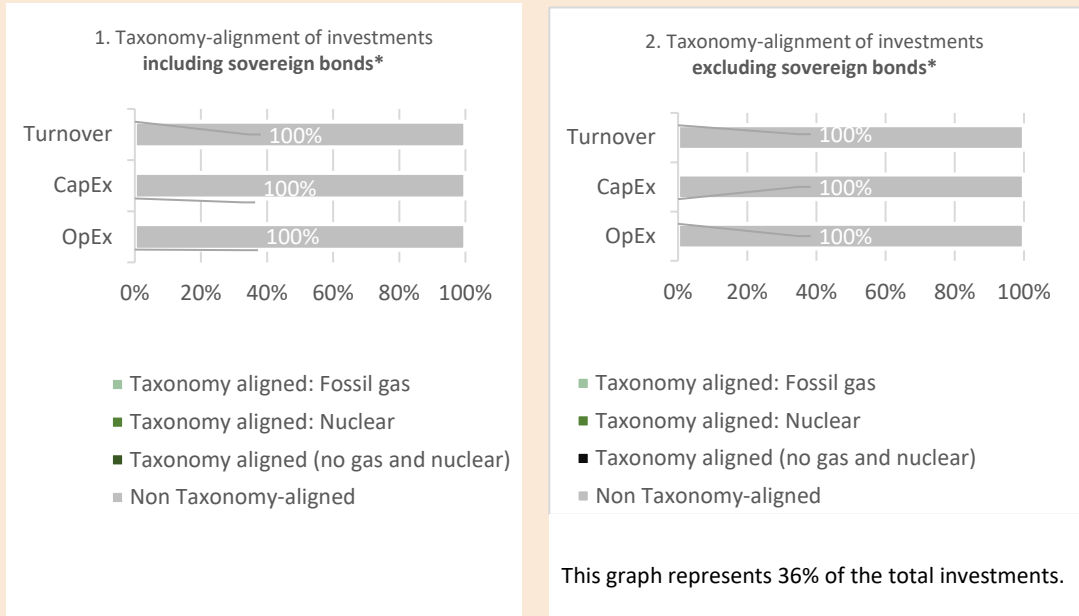 1. Taxonomy-alignment of investments
including sovereign bonds*
Turnover
CapEx
OpEx
100%
100%
100%
0% 20% 40% 60% 80% 100%
■ Taxonomy aligned: Fossil gas
■ Taxonomy aligned: Nuclear
■ Taxonomy aligned (no gas and nuclear)
■ Non Taxonomy-aligned
2. Taxonomy-alignment of investments
excluding sovereign bonds*
Turnover
CapEx
OpEx
100%
100%
100%
0% 20% 40% 60% 80% 100%
■ Taxonomy aligned: Fossil gas
■ Taxonomy aligned: Nuclear
■ Taxonomy aligned (no gas and nuclear)
■ Non Taxonomy-aligned
This graph represents 36% of the total investments.